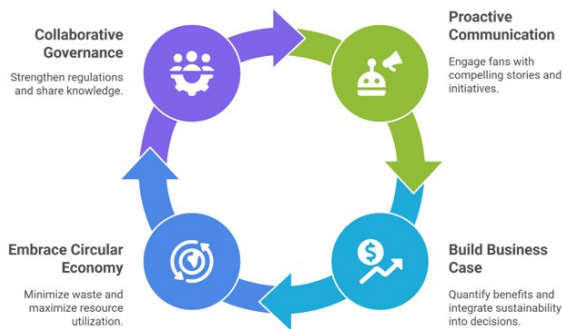 Collaborative
Governance
Strengthen regulations
and share knowledge.
Proactive
Communication
Engage fans with
compelling stories and
initiatives.
Embrace Circular
Economy
Minimize waste and
maximize resource
utilization.
$
Build Business
Case
Quantify benefits and
integrate sustainability
into decisions.